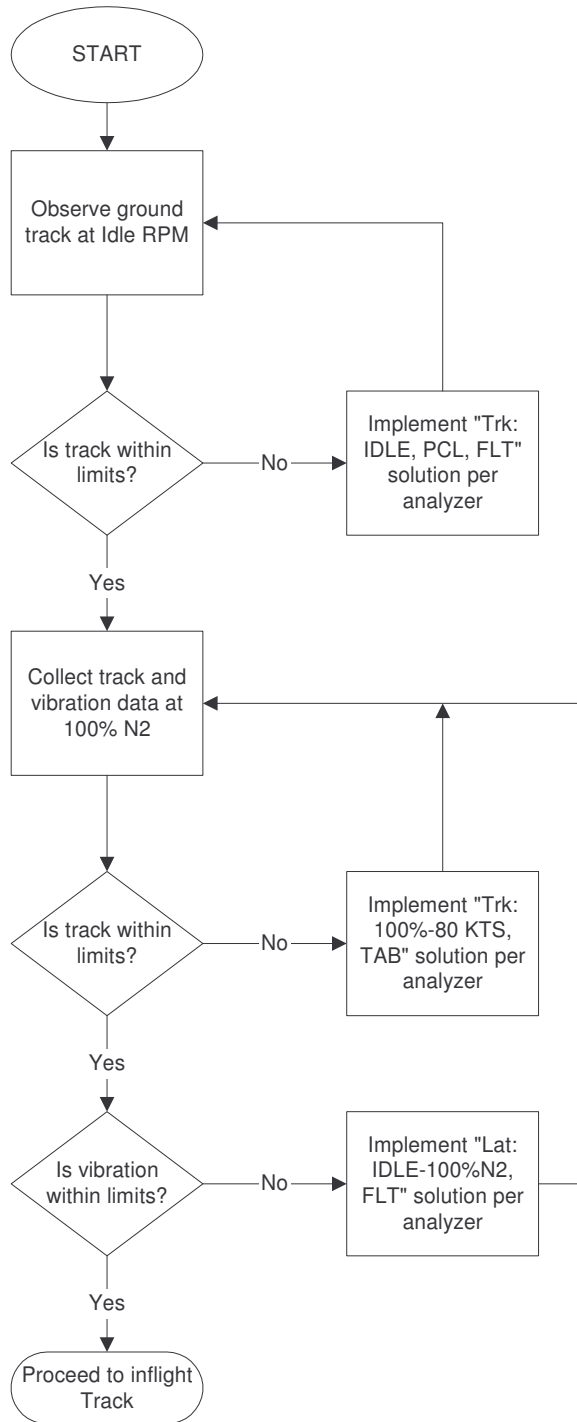 START
Observe ground
track at Idle RPM
Is track within
limits?
No
Implement "Trk:
IDLE, PCL, FLT"
solution per
analyzer
Yes
Collect track and
vibration data at
100% N2
Is track within
limits?
No
Implement "Trk:
100%-80 KTS,
TAB" solution per
analyzer
Yes
Is vibration
within limits?
No
Implement "Lat:
IDLE-100%N2,
FLT" solution per
analyzer
Yes
Proceed to inflight
Track